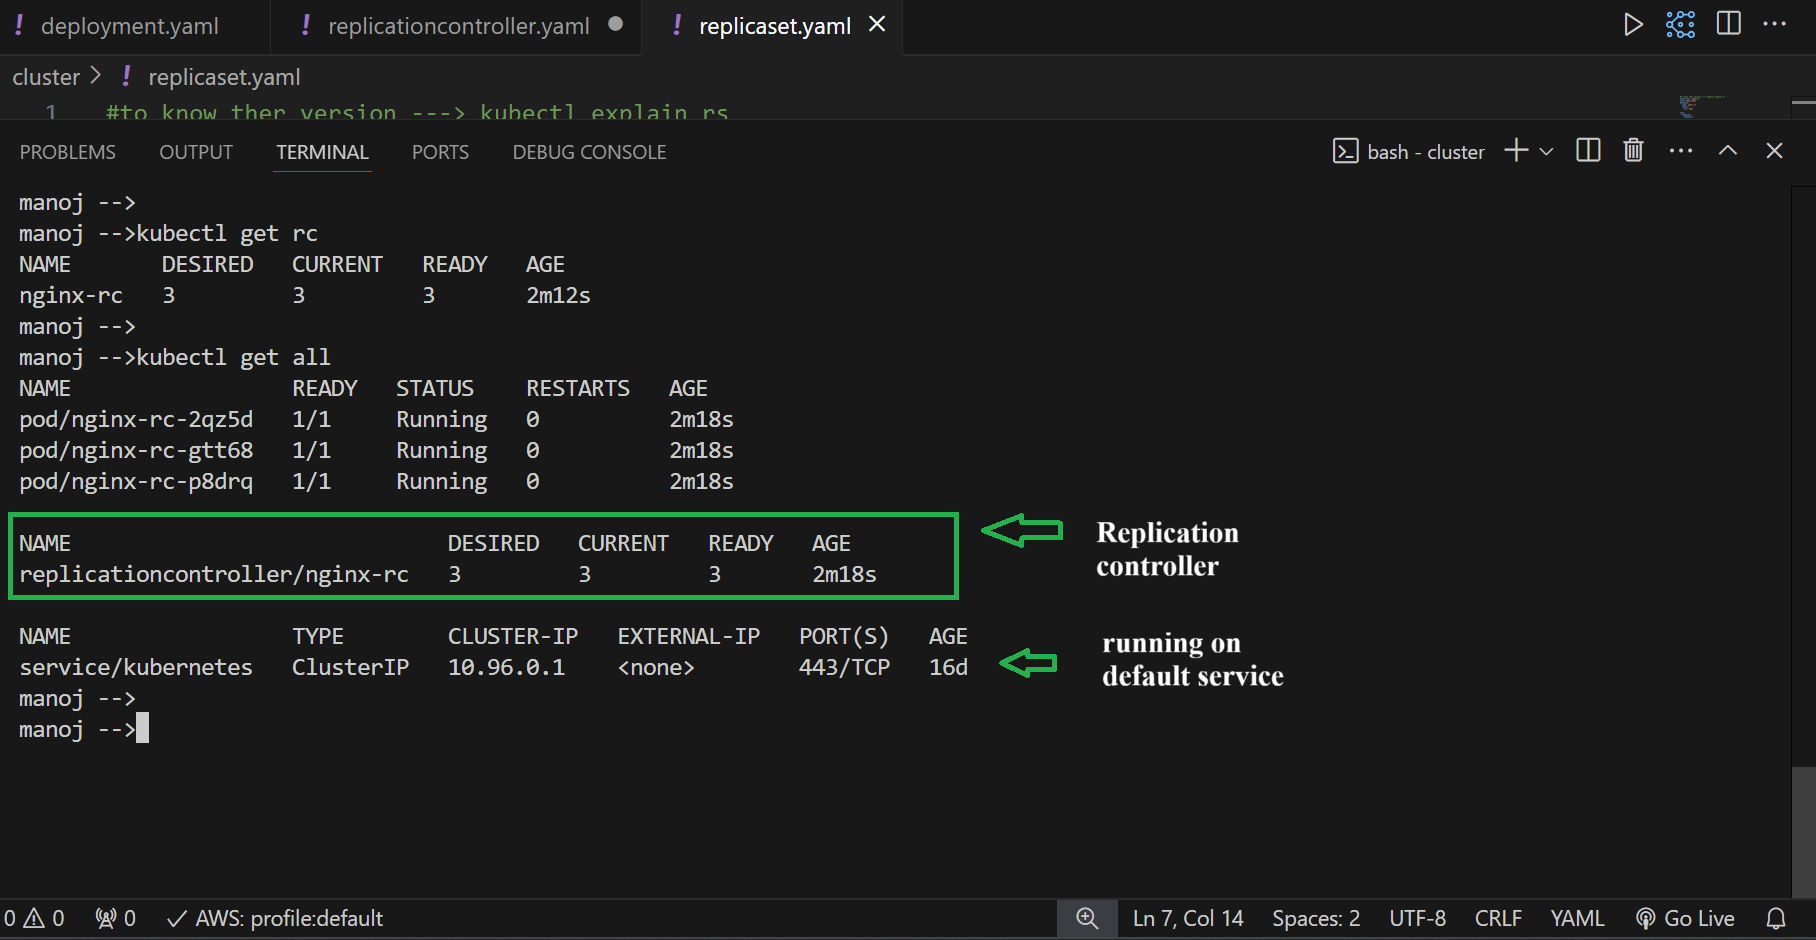 ! deployment.yaml ! replicationcontroller.yaml ● ! replicaset.yaml ×
cluster > ! replicaset.yaml
1 #to know ther version ---> kubectl explain rs
PROBLEMS OUTPUT TERMINAL PORTS DEBUG CONSOLE bash - cluster
manoj -->
manoj -->kubectl get rc
NAME DESIRED CURRENT READY AGE
nginx-rc 3 3 3 2m12s
manoj -->
manoj -->kubectl get all
NAME READY STATUS RESTARTS AGE
pod/nginx-rc-2qz5d 1/1 Running 0 2m18s
pod/nginx-rc-gtt68 1/1 Running 0 2m18s
pod/nginx-rc-p8drq 1/1 Running 0 2m18s
NAME DESIRED CURRENT READY AGE
replicationcontroller/nginx-rc 3 3 3 2m18s
Replication
controller
NAME TYPE CLUSTER-IP EXTERNAL-IP PORT(S) AGE
service/kubernetes ClusterIP 10.96.0.1 <none> 443/TCP 16d
running on
default service
manoj -->
manoj -->
0 0 0 AWS: profile:default Ln 7, Col 14 Spaces: 2 UTF-8 CRLF YAML Go Live